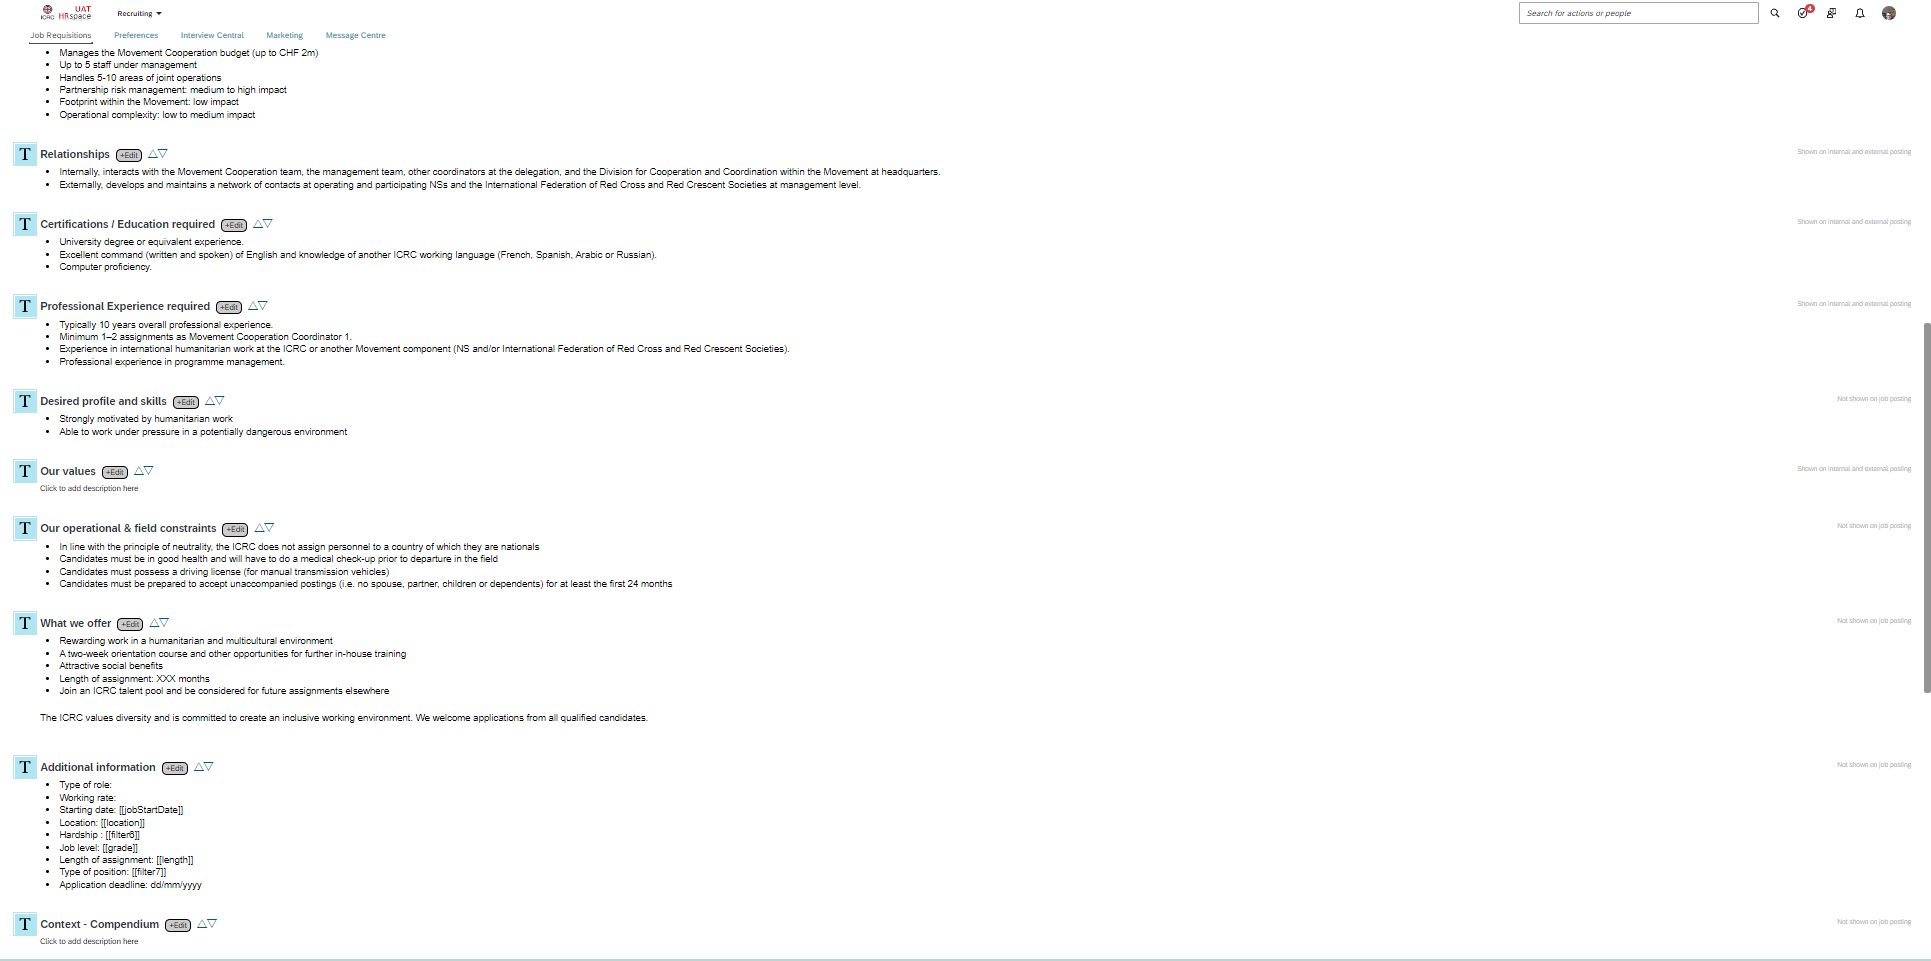 ICRC UAT HRspace
Recruiting
Search for actions or people
4
Job Requisitions Preferences Interview Central Marketing Message Centre
• Manages the Movement Cooperation budget (up to CHF 2m)
• Up to 5 staff under management
• Handles 5-10 areas of joint operations
• Partnership risk management: medium to high impact
• Footprint within the Movement: low impact
• Operational complexity: low to medium impact
T Relationships +Edit Shown on internal and external posting
• Internally, interacts with the Movement Cooperation team, the management team, other coordinators at the delegation, and the Division for Cooperation and Coordination within the Movement at headquarters.
• Externally, develops and maintains a network of contacts at operating and participating NSs and the International Federation of Red Cross and Red Crescent Societies at management level.
T Certifications / Education required +Edit Shown on internal and external posting
• University degree or equivalent experience.
• Excellent command (written and spoken) of English and knowledge of another ICRC working language (French, Spanish, Arabic or Russian).
• Computer proficiency.
T Professional Experience required +Edit Shown on internal and external posting
• Typically 10 years overall professional experience.
• Minimum 1–2 assignments as Movement Cooperation Coordinator 1.
• Experience in international humanitarian work at the ICRC or another Movement component (NS and/or International Federation of Red Cross and Red Crescent Societies).
• Professional experience in programme management.
T Desired profile and skills +Edit Not shown on job posting
• Strongly motivated by humanitarian work
• Able to work under pressure in a potentially dangerous environment
T Our values +Edit Shown on internal and external posting
Click to add description here
T Our operational & field constraints +Edit Not shown on job posting
• In line with the principle of neutrality, the ICRC does not assign personnel to a country of which they are nationals
• Candidates must be in good health and will have to do a medical check-up prior to departure in the field
• Candidates must possess a driving license (for manual transmission vehicles)
• Candidates must be prepared to accept unaccompanied postings (i.e. no spouse, partner, children or dependents) for at least the first 24 months
T What we offer +Edit Not shown on job posting
• Rewarding work in a humanitarian and multicultural environment
• A two-week orientation course and other opportunities for further in-house training
• Attractive social benefits
• Length of assignment: XXX months
• Join an ICRC talent pool and be considered for future assignments elsewhere
The ICRC values diversity and is committed to create an inclusive working environment. We welcome applications from all qualified candidates.
T Additional information +Edit Not shown on job posting
• Type of role:
• Working rate:
• Starting date: [[jobStartDate]]
• Location: [[location]]
• Hardship : [[filter6]]
• Job level: [[grade]]
• Length of assignment: [[length]]
• Type of position: [[filter7]]
• Application deadline: dd/mm/yyyy
T Context - Compendium +Edit Not shown on job posting
Click to add description here